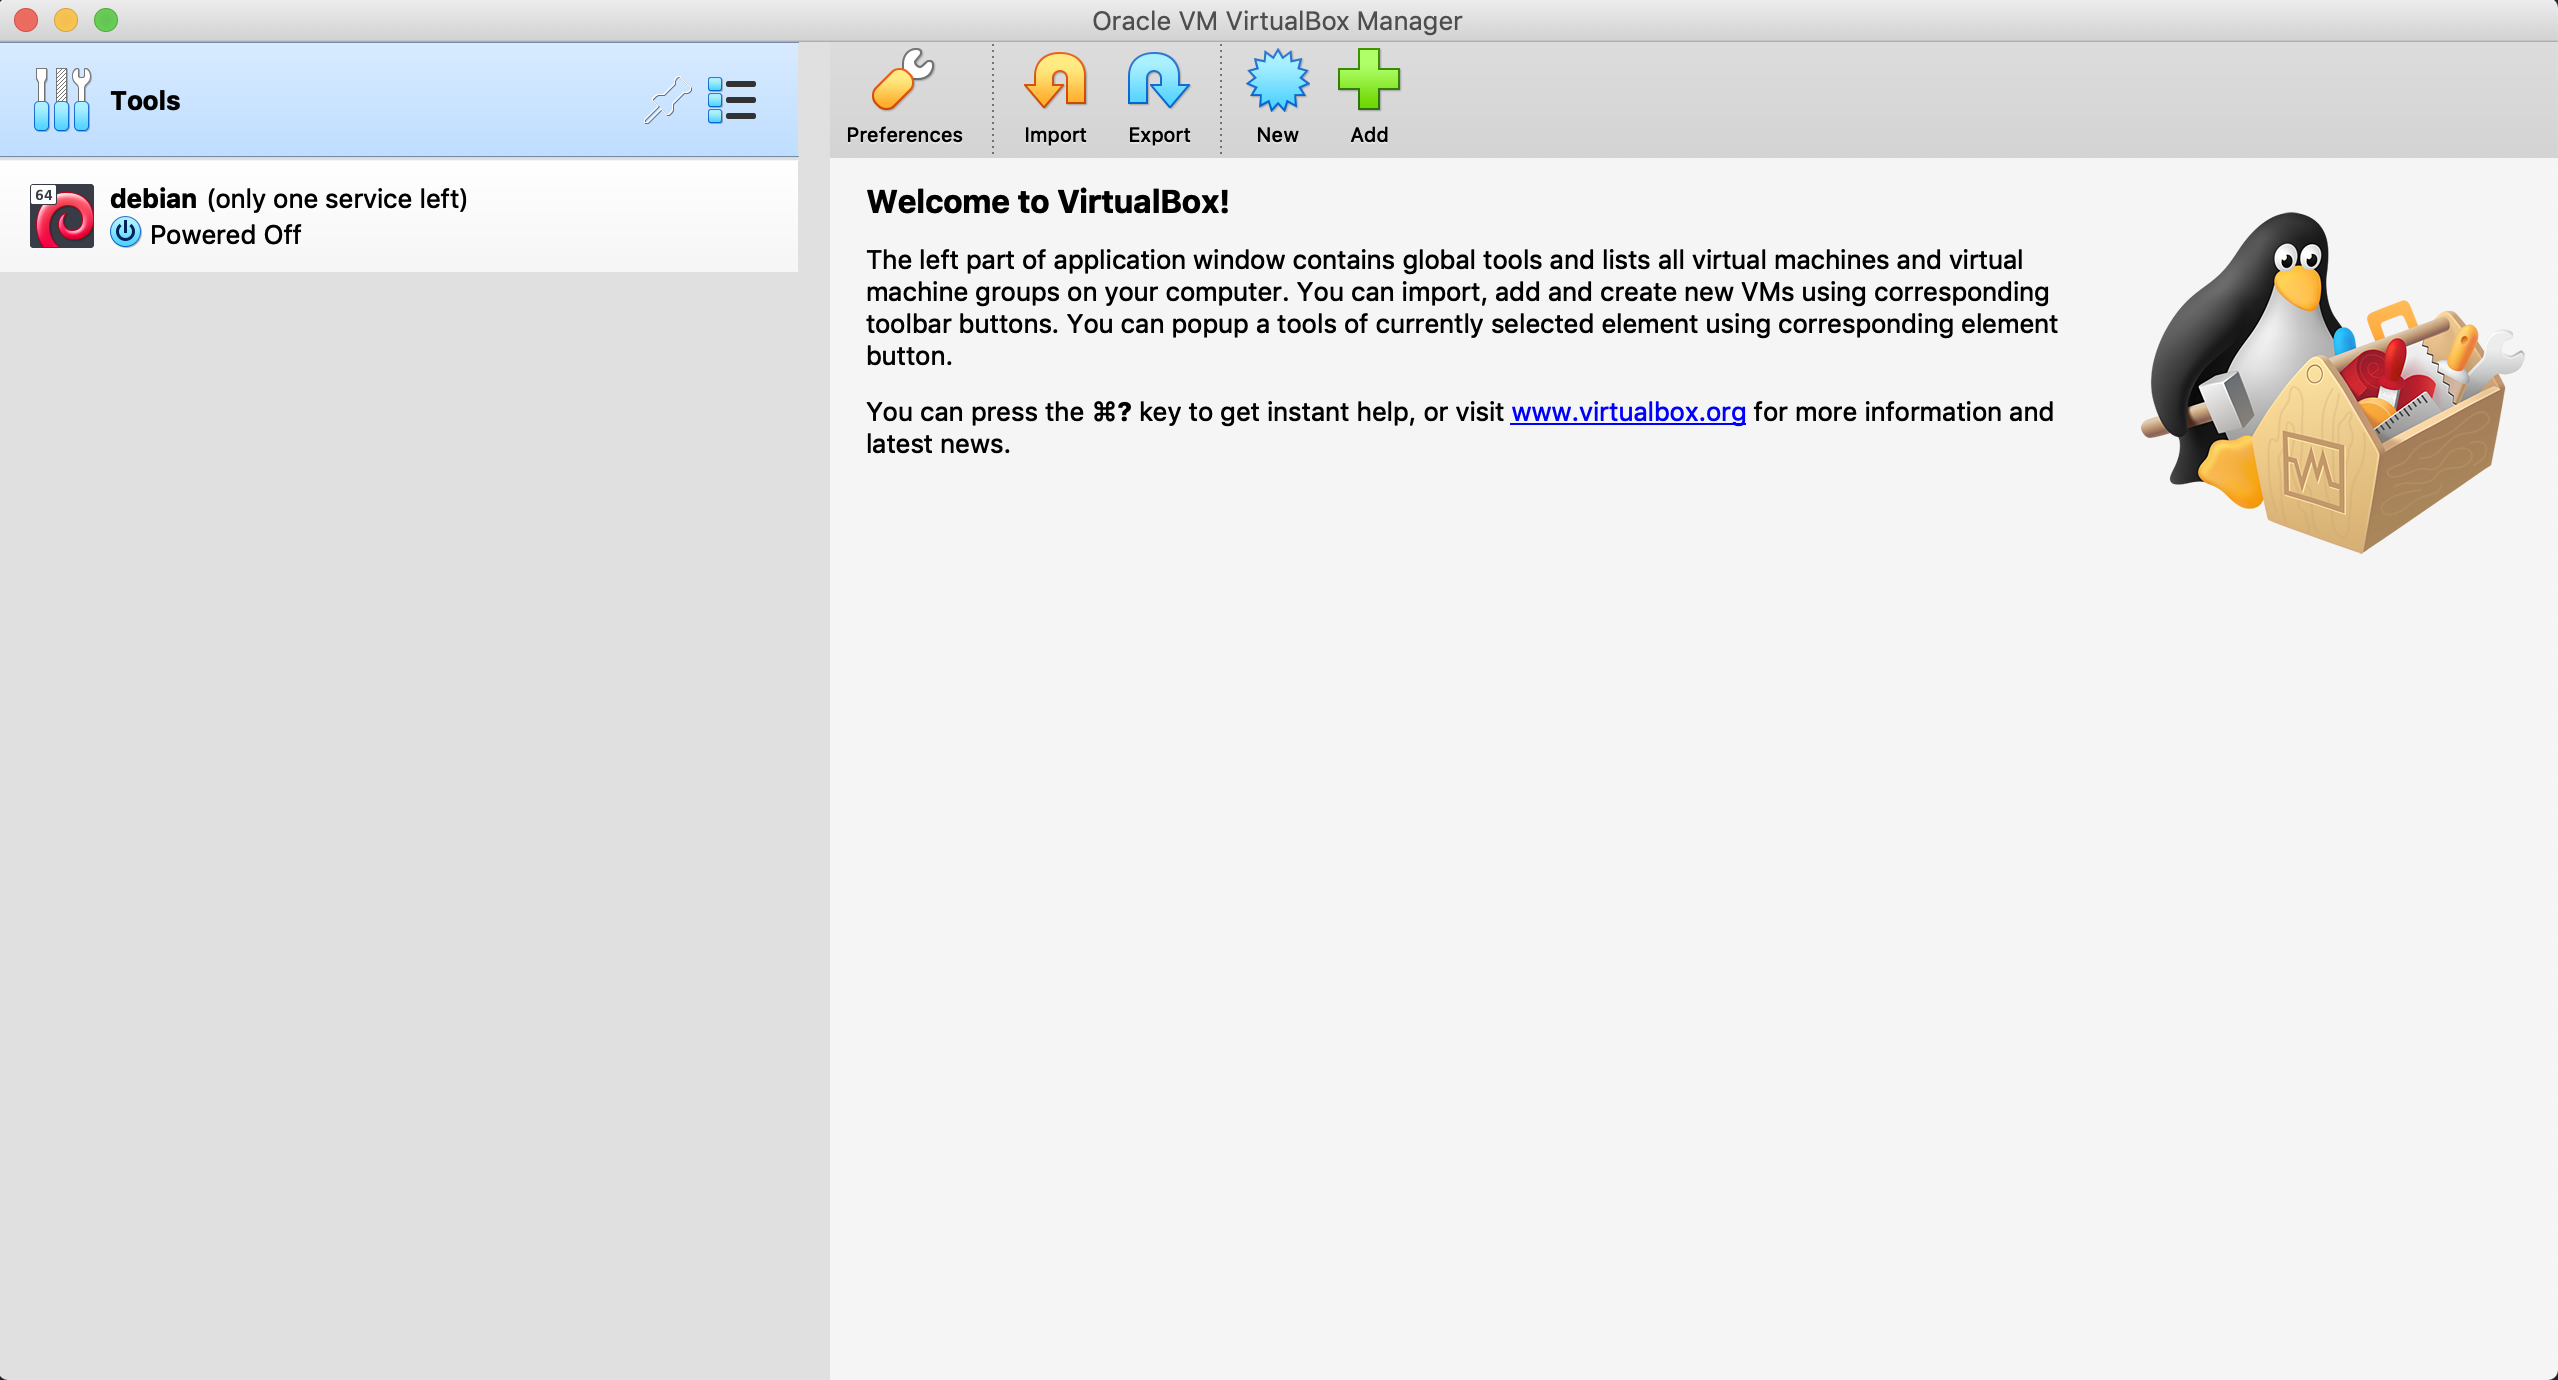 Oracle VM VirtualBox Manager
Tools
Preferences
Import
Export
New
Add
64
debian (only one service left)
Powered Off
Welcome to VirtualBox!
The left part of application window contains global tools and lists all virtual machines and virtual
machine groups on your computer. You can import, add and create new VMs using corresponding
toolbar buttons. You can popup a tools of currently selected element using corresponding element
button.
You can press the ⌘? key to get instant help, or visit www.virtualbox.org for more information and
latest news.